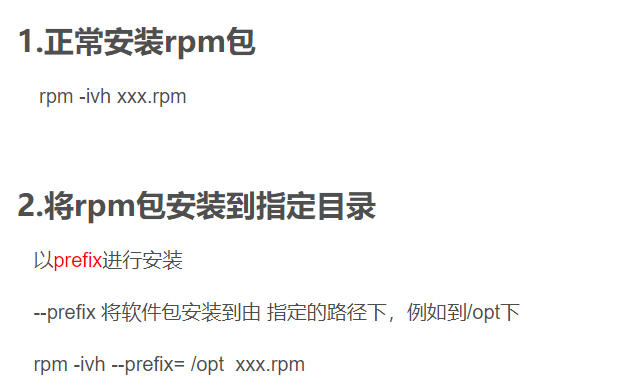 1.正常安装rpm包
rpm -ivh xxx.rpm
2.将rpm包安装到指定目录
以prefix进行安装
--prefix 将软件包安装到由 指定的路径下，例如到/opt下
rpm -ivh --prefix= /opt  xxx.rpm